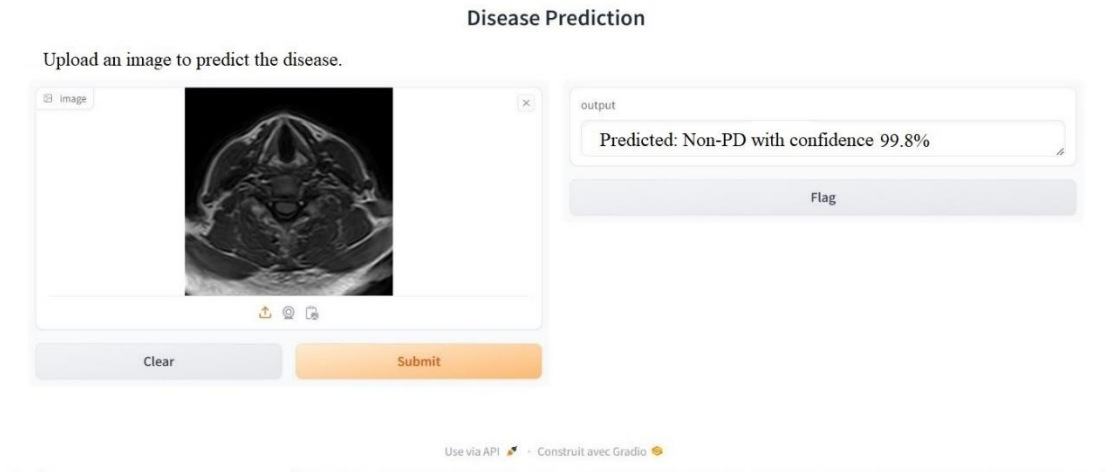 Disease Prediction
Upload an image to predict the disease.
image
output
Predicted: Non-PD with confidence 99.8%
Flag
Clear
Submit
Use via API · Construit avec Gradio